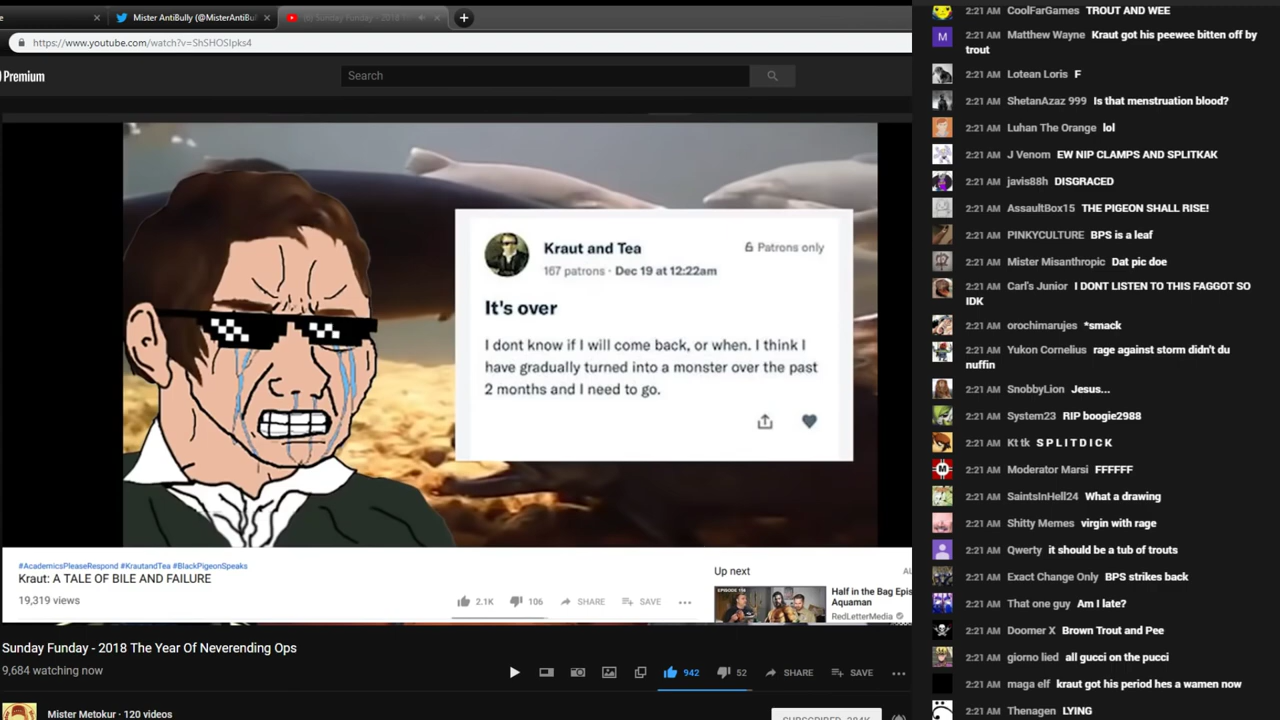 Mister AntiBully (@MisterAntiBul
(6) Sunday Funday - 2018 T
https://www.youtube.com/watch?v=ShSHOSIpks4
Premium
Search
Kraut and Tea
Patrons only
167 patrons · Dec 19 at 12:22am
It's over
I dont know if I will come back, or when. I think I
have gradually turned into a monster over the past
2 months and I need to go.
#AcademicsPleaseRespond #KrautandTea #BlackPigeonSpeaks
Kraut: A TALE OF BILE AND FAILURE
19,319 views
2.1K
106
SHARE
SAVE
Up next
EPISODE
Half in the Bag Epis
Aquaman
RedLetterMedia
Sunday Funday - 2018 The Year Of Neverending Ops
9,684 watching now
942
52
SHARE
SAVE
Mister Metokur · 120 videos
SUBSCRIBED
2:21 AM CoolFarGames TROUT AND WEE
2:21 AM Matthew Wayne Kraut got his peewee bitten off by
trout
2:21 AM Lotean Loris F
2:21 AM ShetanAzaz 999 Is that menstruation blood?
2:21 AM Luhan The Orange lol
2:21 AM J Venom EW NIP CLAMPS AND SPLITKAK
2:21 AM javis88h DISGRACED
2:21 AM AssaultBox15 THE PIGEON SHALL RISE!
2:21 AM PINKYCULTURE BPS is a leaf
2:21 AM Mister Misanthropic Dat pic doe
2:21 AM Carl's Junior I DONT LISTEN TO THIS FAGGOT SO
IDK
2:21 AM orochimarujes *smack
2:21 AM Yukon Cornelius rage against storm didn't du
nuffin
2:21 AM SnobbyLion Jesus...
2:21 AM System23 RIP boogie2988
2:21 AM Kt tk S P L I T D I C K
2:21 AM Moderator Marsi FFFFFF
2:21 AM SaintsInHell24 What a drawing
2:21 AM Shitty Memes virgin with rage
2:21 AM Qwerty it should be a tub of trouts
2:21 AM Exact Change Only BPS strikes back
2:21 AM That one guy Am I late?
2:21 AM Doomer X Brown Trout and Pee
2:21 AM giorno lied all gucci on the pucci
2:21 AM maga elf kraut got his period hes a wamen now
2:21 AM Thenagen LYING